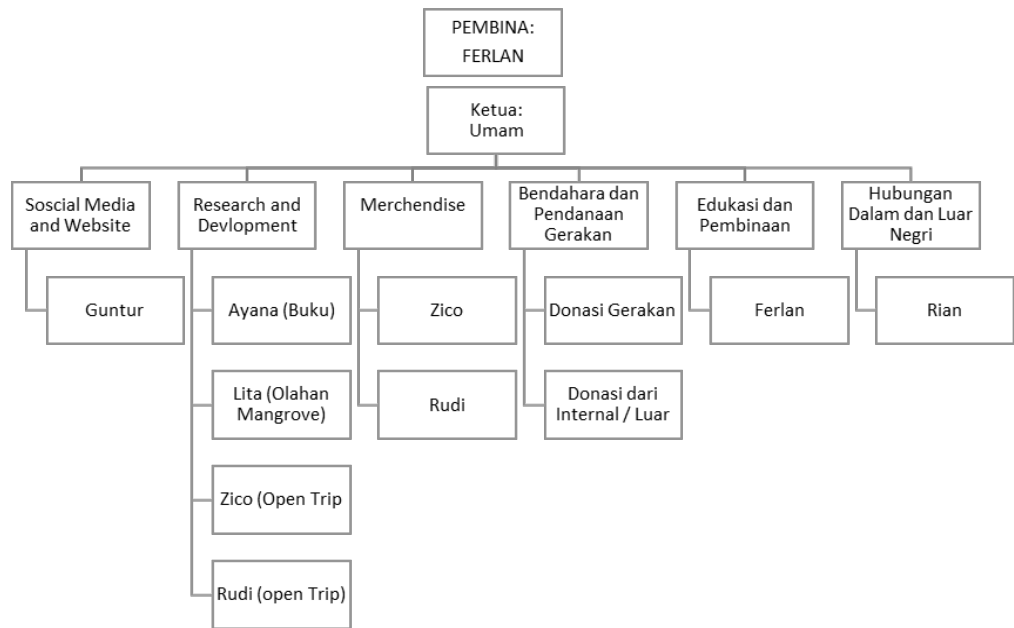 PEMBINA:
FERLAN
Ketua:
Umam
Soscial Media
and Website
Research and
Devlopment
Merchendise
Bendahara dan
Pendanaan
Gerakan
Edukasi dan
Pembinaan
Hubungan
Dalam dan Luar
Negri
Guntur
Ayana (Buku)
Zico
Donasi Gerakan
Ferlan
Rian
Lita (Olahan
Mangrove)
Rudi
Donasi dari
Internal / Luar
Zico (Open Trip
Rudi (open Trip)